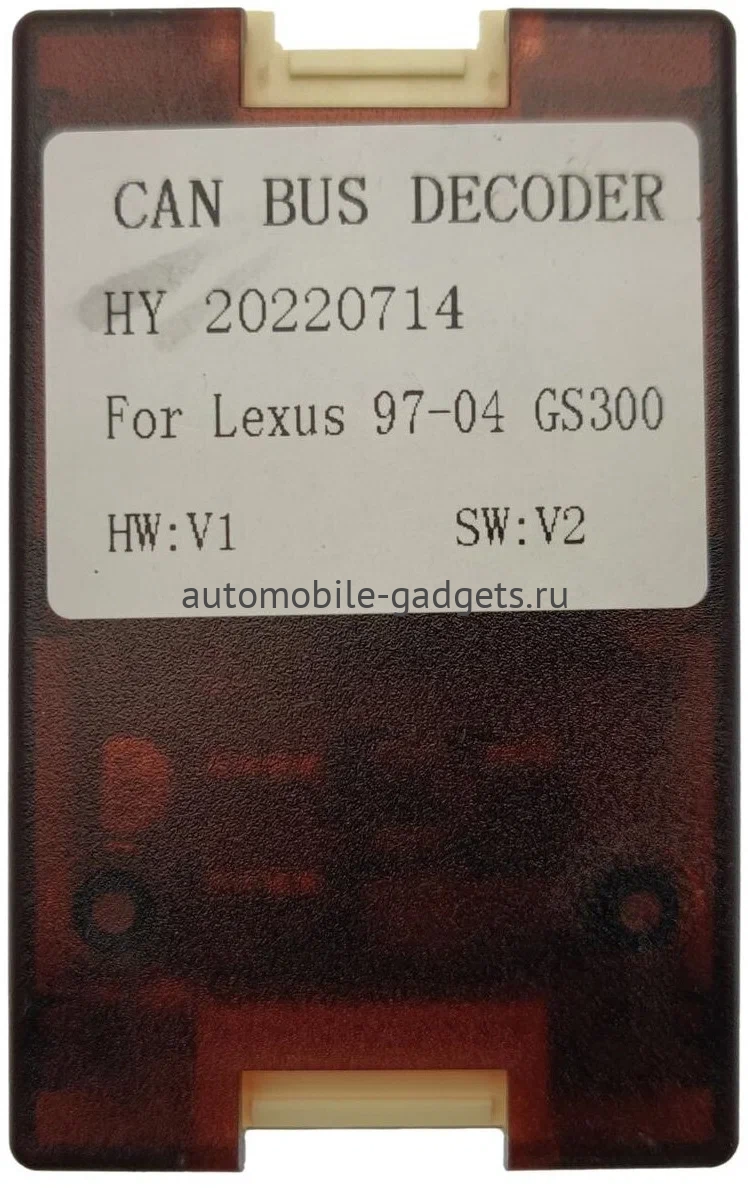 CAN BUS DECODER
HY 20220714
For Lexus 97-04 GS300
HW:V1 SW:V2
automobile-gadgets.ru